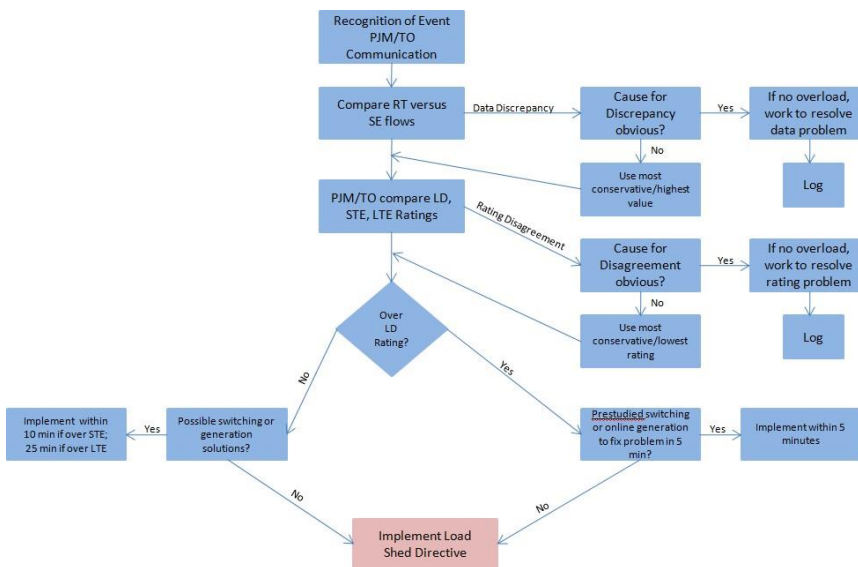 Recognition of Event
PJM/TO
Communication
Compare RT versus
SE flows
Data Discrepancy
Cause for
Discrepancy
obvious?
Yes
If no overload,
work to resolve
data problem
No
Log
Use most
conservative/highest
value
PJM/TO compare LD,
STE, LTE Ratings
Rating Disagreement
Cause for
Disagreement
obvious?
Yes
If no overload,
work to resolve
rating problem
No
Log
Use most
conservative/lowest
rating
Over
LD
Rating?
No
Yes
Implement within
10 min if over STE;
25 min if over LTE
Yes
Possible switching or
generation
solutions?
Prestudied switching
or online generation
to fix problem in 5
min?
Yes
Implement within 5
minutes
No
No
Implement Load
Shed Directive